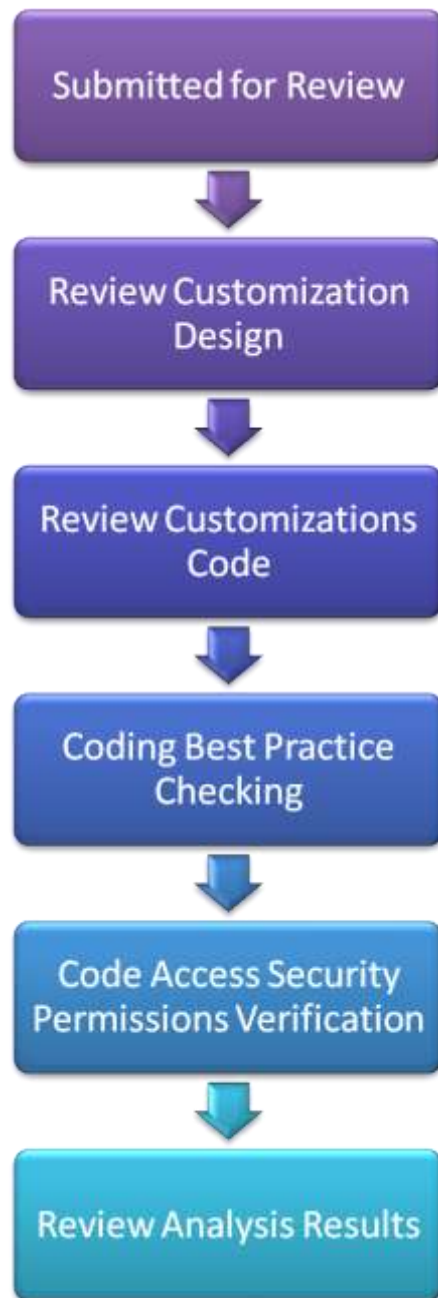 Submitted for Review
Review Customization
Design
Review Customizations
Code
Coding Best Practice
Checking
Code Access Security
Permissions Verification
Review Analysis Results